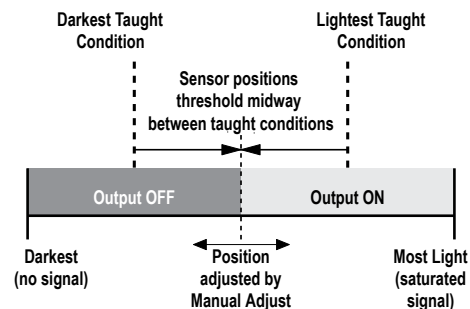 Darkest Taught
Condition
Lightest Taught
Condition
Sensor positions
threshold midway
between taught conditions
Output OFF
Output ON
Darkest
(no signal)
Position
adjusted by
Manual Adjust
Most Light
(saturated
signal)